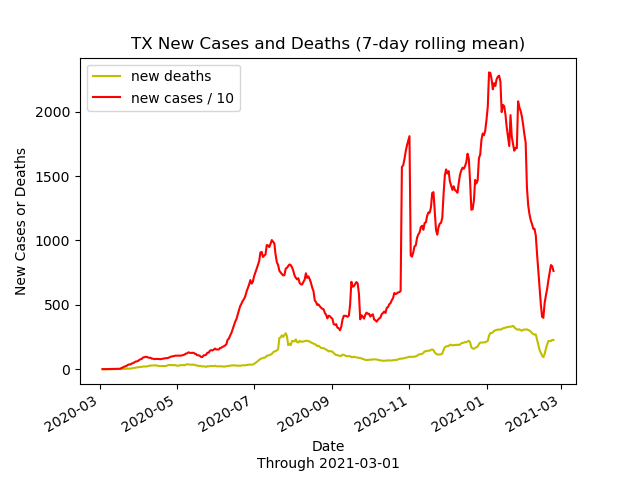 TX New Cases and Deaths (7-day rolling mean)
new deaths
new cases / 10
New Cases or Deaths
2000
1500
1000
500
0
2020-03
2020-05
2020-07
2020-09
2020-11
2021-01
2021-03
Date
Through 2021-03-01